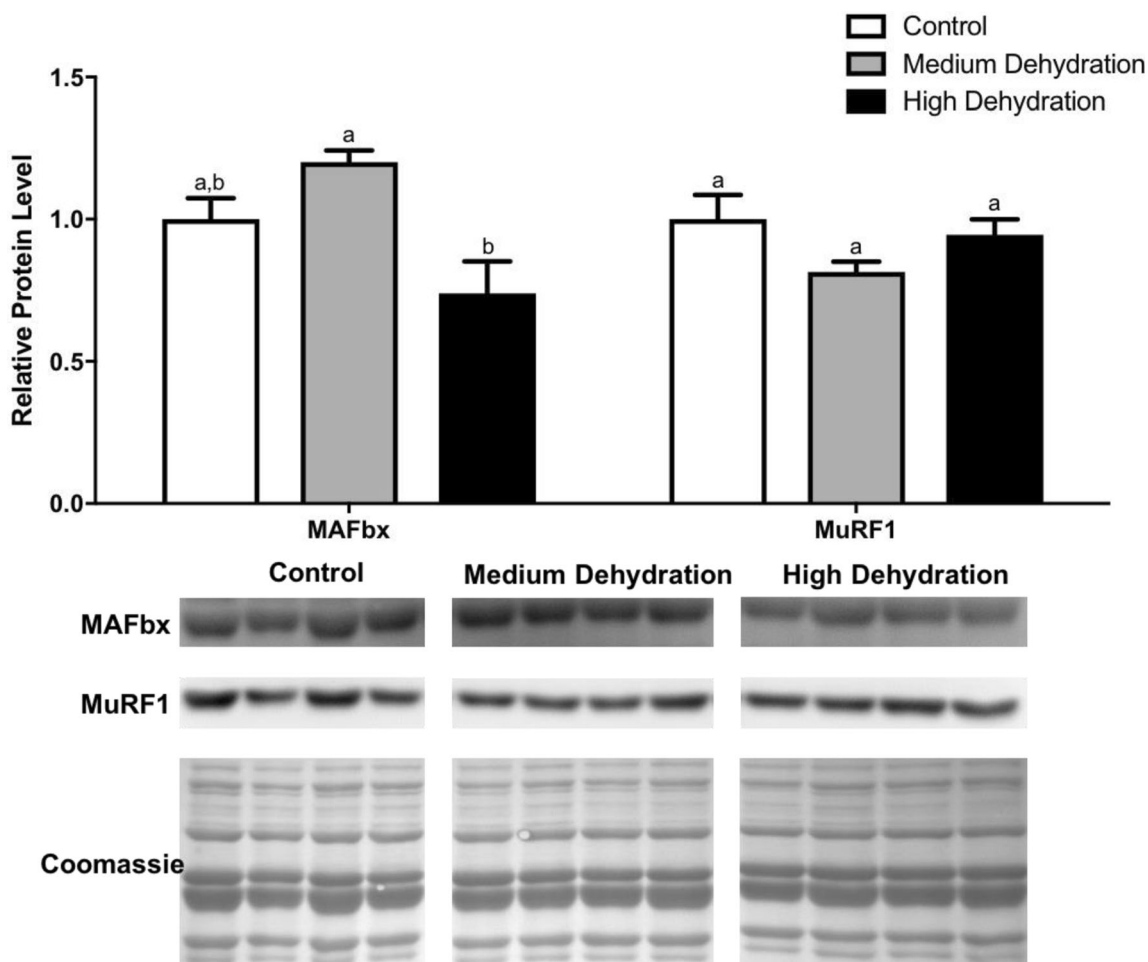 Control
Medium Dehydration
High Dehydration
Relative Protein Level
1.5
1.0
0.5
0.0
a,b
a
b
a
a
a
MAFbx
MuRF1
Control Medium Dehydration High Dehydration
MAFbx
MuRF1
Coomassie